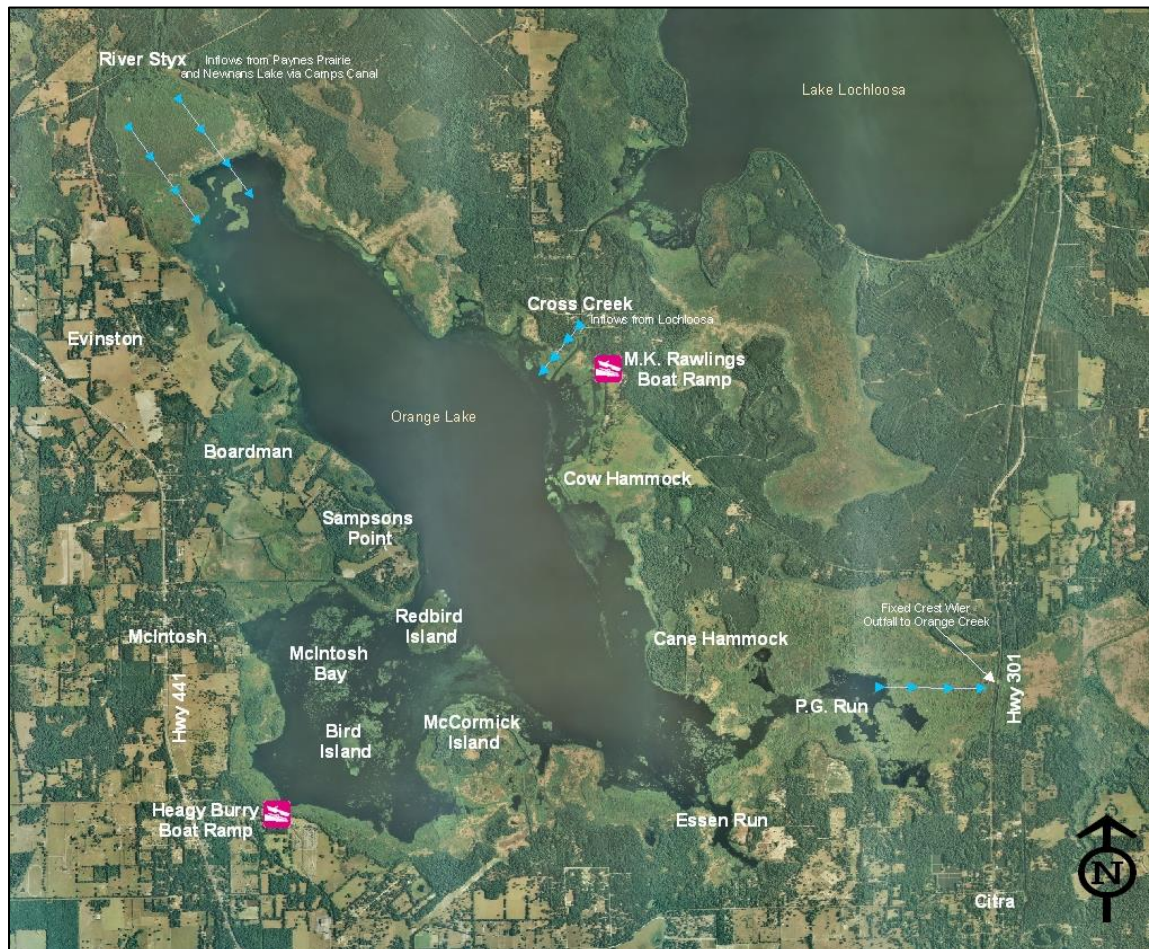 River Styx
Inflows from Paynes Prairie
and Newnans Lake via Camps Canal
Lake Lochloosa
Cross Creek
Inflows from Lochloosa
Evinston
M.K. Rawlings
Boat Ramp
Orange Lake
Boardman
Cow Hammock
Sampsons
Point
Redbird
Island
Fixed Crest Wier
Outfall to Orange Creek
McIntosh
McIntosh
Bay
Cane Hammock
Hwy 441
Hwy 301
P.G. Run
Bird
Island
McCormick
Island
Heagy Burry
Boat Ramp
Essen Run
N
Citra